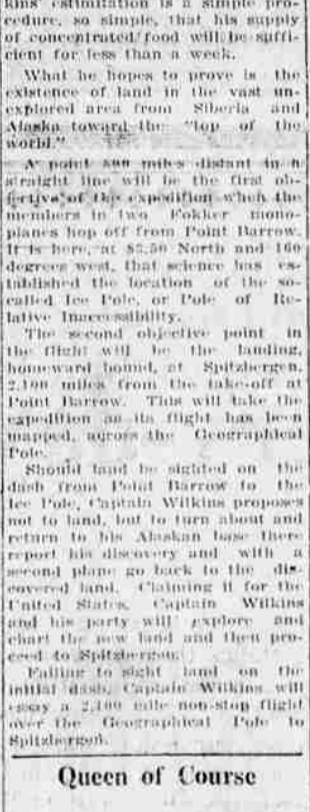 kins' estimitation is a simple pro-
cedure, so simple, that his supply
of concentrated food will be suffi-
cient for less than a week.
What he hopes to prove is the
existence of land in the vast un-
explored area from Siberia and
Alaska toward the "top of the
world."
A point miles distant in a
straight line will be the first ob-
jective of the expedition when the
members in two Fokker mono-
planes hop off from Point Barrow.
It is here, at 83.50 North and 160
degrees west, that science has es-
tablished the location of the so-
called Ice Pole, or Pole of Re-
lative Inaccessibility.
The second objective point in
the flight will be the landing,
homeward bound, at Spitzbergen,
2,100 miles from the take-off at
Point Barrow. This will take the
expedition as its flight has been
mapped, across the Geographical
Pole.
Should land be sighted on the
dash from Point Barrow to the
Ice Pole, Captain Wilkins proposes
not to land, but to turn about and
return to his Alaskan base there
report his discovery and with a
second plane go back to the dis-
covered land. Claiming it for the
United States, Captain Wilkins
and his party will explore and
chart the new land and then pro-
ceed to Spitzbergen.
Failing to sight land on the
initial dash, Captain Wilkins will
essay a 2,100 mile non-stop flight
over the Geographical Pole to
Spitzbergen.
Queen of Course